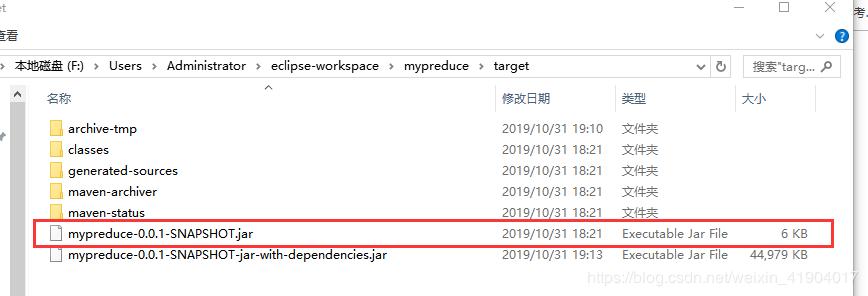 查看
本地磁盘 (F:) > Users > Administrator > eclipse-workspace > mypreduce > target
搜索"targ...
名称 修改日期 类型 大小
archive-tmp 2019/10/31 19:10 文件夹
classes 2019/10/31 18:21 文件夹
generated-sources 2019/10/31 18:21 文件夹
maven-archiver 2019/10/31 18:21 文件夹
maven-status 2019/10/31 18:21 文件夹
mypreduce-0.0.1-SNAPSHOT.jar 2019/10/31 18:21 Executable Jar File 6 KB
mypreduce-0.0.1-SNAPSHOT-jar-with-dependencies.jar 2019/10/31 19:13 Executable Jar File 44,979 KB
https://blog.csdn.net/weixin_41904017